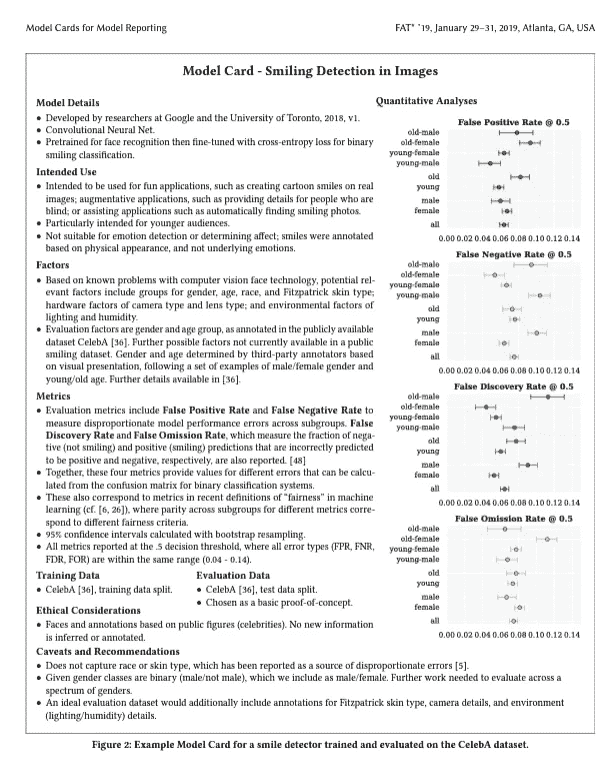 Model Cards for Model Reporting
FAT* '19, January 29–31, 2019, Atlanta, GA, USA
Model Card - Smiling Detection in Images
Model Details
• Developed by researchers at Google and the University of Toronto, 2018, v1.
• Convolutional Neural Net.
• Pretrained for face recognition then fine-tuned with cross-entropy loss for binary
smiling classification.
Intended Use
• Intended to be used for fun applications, such as creating cartoon smiles on real
images; augmentative applications, such as providing details for people who are
blind; or assisting applications such as automatically finding smiling photos.
• Particularly intended for younger audiences.
• Not suitable for emotion detection or determining affect; smiles were annotated
based on physical appearance, and not underlying emotions.
Factors
• Based on known problems with computer vision face technology, potential rel-
evant factors include groups for gender, age, race, and Fitzpatrick skin type;
hardware factors of camera type and lens type; and environmental factors of
lighting and humidity.
• Evaluation factors are gender and age group, as annotated in the publicly available
dataset CelebA [36]. Further possible factors not currently available in a public
smiling dataset. Gender and age determined by third-party annotators based
on visual presentation, following a set of examples of male/female gender and
young/old age. Further details available in [36].
Metrics
• Evaluation metrics include False Positive Rate and False Negative Rate to
measure disproportionate model performance errors across subgroups. False
Discovery Rate and False Omission Rate, which measure the fraction of nega-
tive (not smiling) and positive (smiling) predictions that are incorrectly predicted
to be positive and negative, respectively, are also reported. [48]
• Together, these four metrics provide values for different errors that can be calcu-
lated from the confusion matrix for binary classification systems.
• These also correspond to metrics in recent definitions of “fairness” in machine
learning (cf. [6, 26]), where parity across subgroups for different metrics corre-
spond to different fairness criteria.
• 95% confidence intervals calculated with bootstrap resampling.
• All metrics reported at the .5 decision threshold, where all error types (FPR, FNR,
FDR, FOR) are within the same range (0.04 - 0.14).
Training Data
• CelebA [36], training data split.
Evaluation Data
• CelebA [36], test data split.
• Chosen as a basic proof-of-concept.
Ethical Considerations
• Faces and annotations based on public figures (celebrities). No new information
is inferred or annotated.
Quantitative Analyses
False Positive Rate @ 0.5
old-male
old-female
young-female
young-male
old
young
male
female
all
0.00 0.02 0.04 0.06 0.08 0.10 0.12 0.14
False Negative Rate @ 0.5
old-male
old-female
young-female
young-male
old
young
male
female
all
0.00 0.02 0.04 0.06 0.08 0.10 0.12 0.14
False Discovery Rate @ 0.5
old-male
old-female
young-female
young-male
old
young
male
female
all
0.00 0.02 0.04 0.06 0.08 0.10 0.12 0.14
False Omission Rate @ 0.5
old-male
old-female
young-female
young-male
old
young
male
female
all
0.00 0.02 0.04 0.06 0.08 0.10 0.12 0.14
Caveats and Recommendations
• Does not capture race or skin type, which has been reported as a source of disproportionate errors [5].
• Given gender classes are binary (male/not male), which we include as male/female. Further work needed to evaluate across a
spectrum of genders.
• An ideal evaluation dataset would additionally include annotations for Fitzpatrick skin type, camera details, and environment
(lighting/humidity) details.
Figure 2: Example Model Card for a smile detector trained and evaluated on the CelebA dataset.